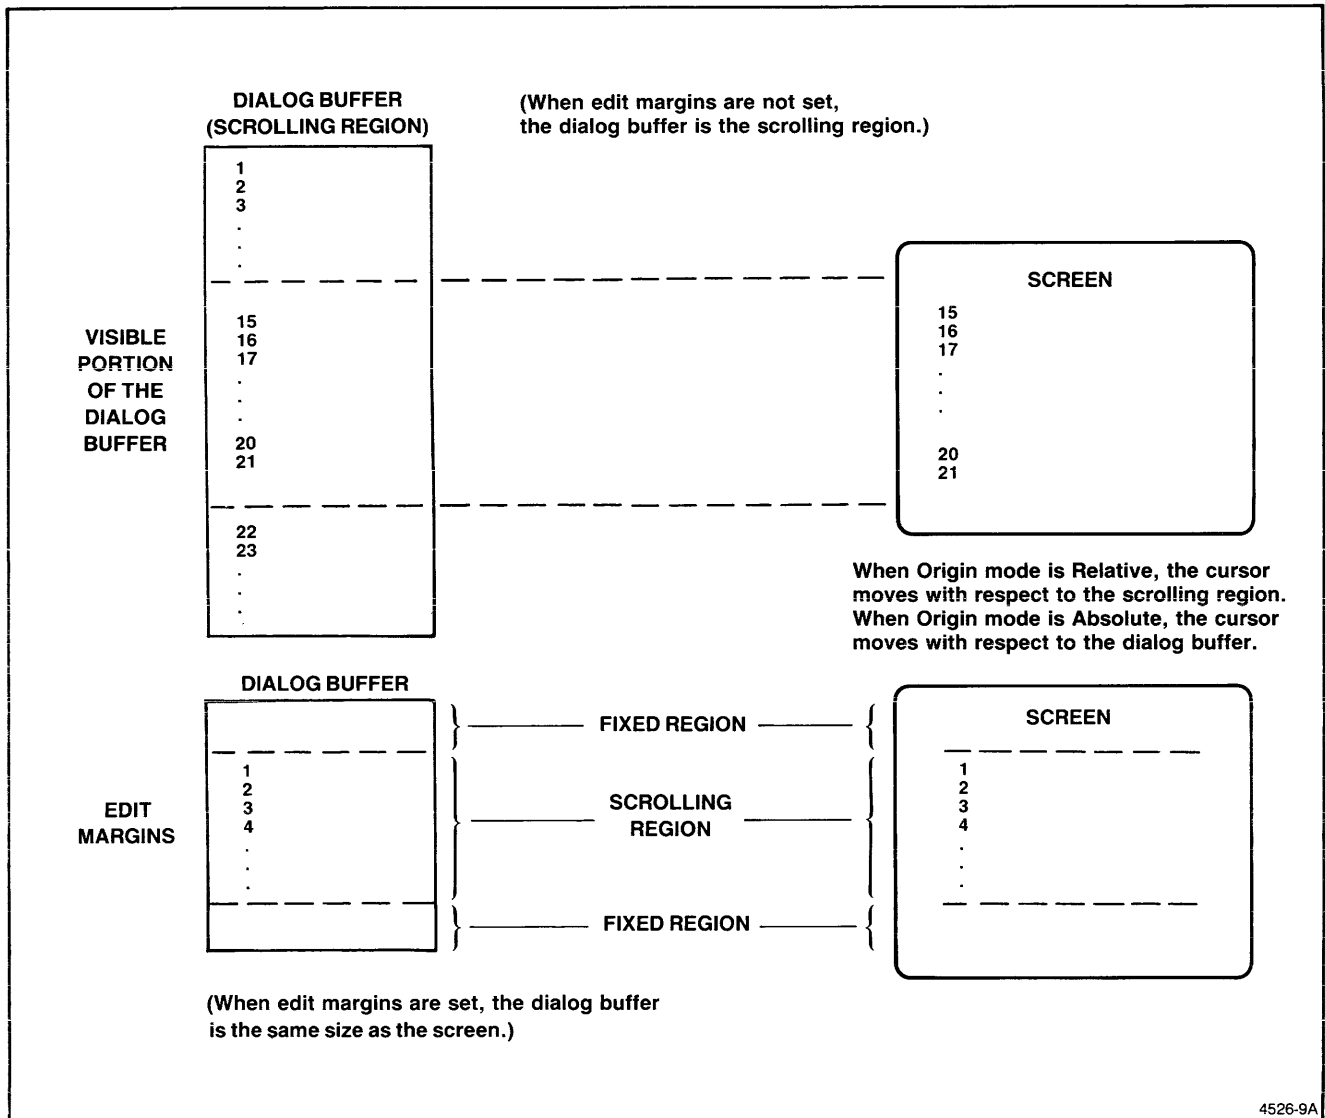 DIALOG BUFFER
(SCROLLING REGION)
(When edit margins are not set,
the dialog buffer is the scrolling region.)
1
2
3
.
.
.
VISIBLE
PORTION
OF THE
DIALOG
BUFFER
15
16
17
.
.
.
20
21
22
23
.
.
.
SCREEN
15
16
17
.
.
.
20
21
When Origin mode is Relative, the cursor
moves with respect to the scrolling region.
When Origin mode is Absolute, the cursor
moves with respect to the dialog buffer.
DIALOG BUFFER
EDIT
MARGINS
1
2
3
4
.
.
.
FIXED REGION
SCROLLING
REGION
FIXED REGION
SCREEN
1
2
3
4
.
.
.
(When edit margins are set, the dialog buffer
is the same size as the screen.)
4526-9A